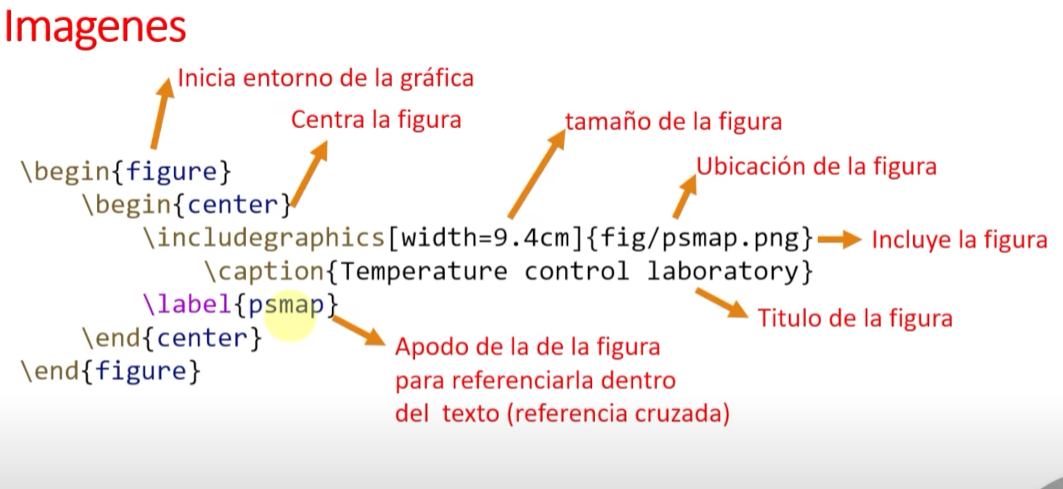 Imagenes
Inicia entorno de la gráfica
Centra la figura
tamaño de la figura
Ubicación de la figura
\begin{figure}
\begin{center}
\includegraphics[width=9.4cm]{fig/psmap.png}
Incluye la figura
\caption{Temperature control laboratory}
\label{psmap}
Titulo de la figura
\end{center}
Apodo de la de la figura
\end{figure}
para referenciarla dentro
del texto (referencia cruzada)